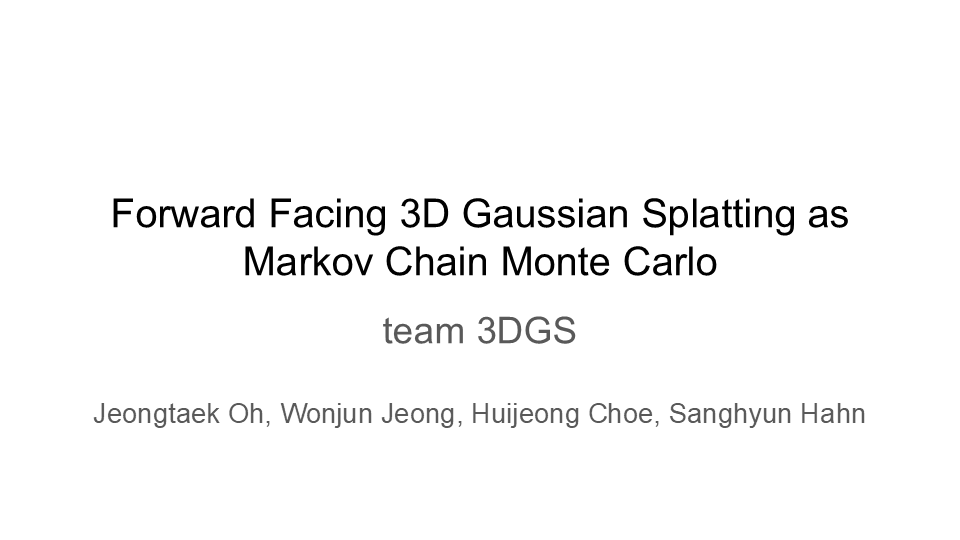 Forward Facing 3D Gaussian Splatting as
Markov Chain Monte Carlo
team 3DGS
Jeongtaek Oh, Wonjun Jeong, Huijeong Choe, Sanghyun Hahn